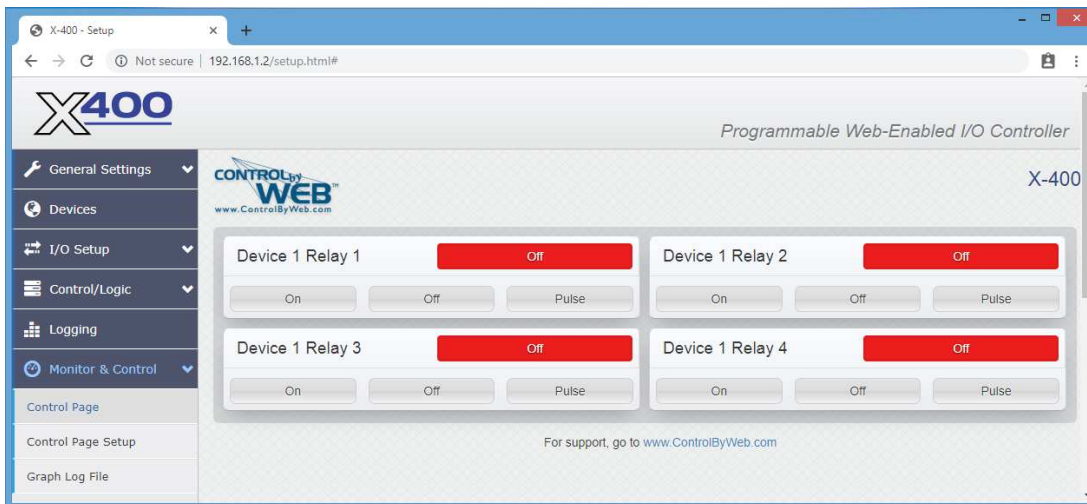 X-400 - Setup
Not secure | 192.168.1.2/setup.html#
X400
Programmable Web-Enabled I/O Controller
General Settings
Devices
I/O Setup
Control/Logic
Logging
Monitor & Control
Control Page
Control Page Setup
Graph Log File
CONTROL by
WEB™
www.ControlByWeb.com
X-400
Device 1 Relay 1 Off
On Off Pulse
Device 1 Relay 2 Off
On Off Pulse
Device 1 Relay 3 Off
On Off Pulse
Device 1 Relay 4 Off
On Off Pulse
For support, go to www.ControlByWeb.com